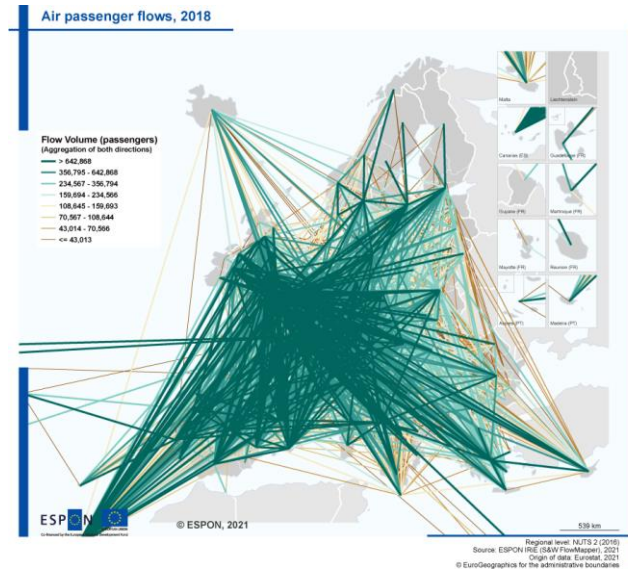 Air passenger flows, 2018
Flow Volume (passengers)
(Aggregation of both directions)
> 642,868
356,795 - 642,868
234,567 - 356,794
159,694 - 234,566
108,645 - 159,693
70,567 - 108,644
43,014 - 70,566
<= 43,013
Malta
Liechtenstein
Canarias (ES)
Guadeloupe (FR)
Guyane (FR)
Martinique (FR)
Mayotte (FR)
Réunion (FR)
Açores (PT)
Madeira (PT)
ESPON
© ESPON, 2021
539 km
Regional level: NUTS 2 (2016)
Source: ESPON IRiE (S&W FlowMapper), 2021
Origin of data: Eurostat, 2021
© EuroGeographics for the administrative boundaries